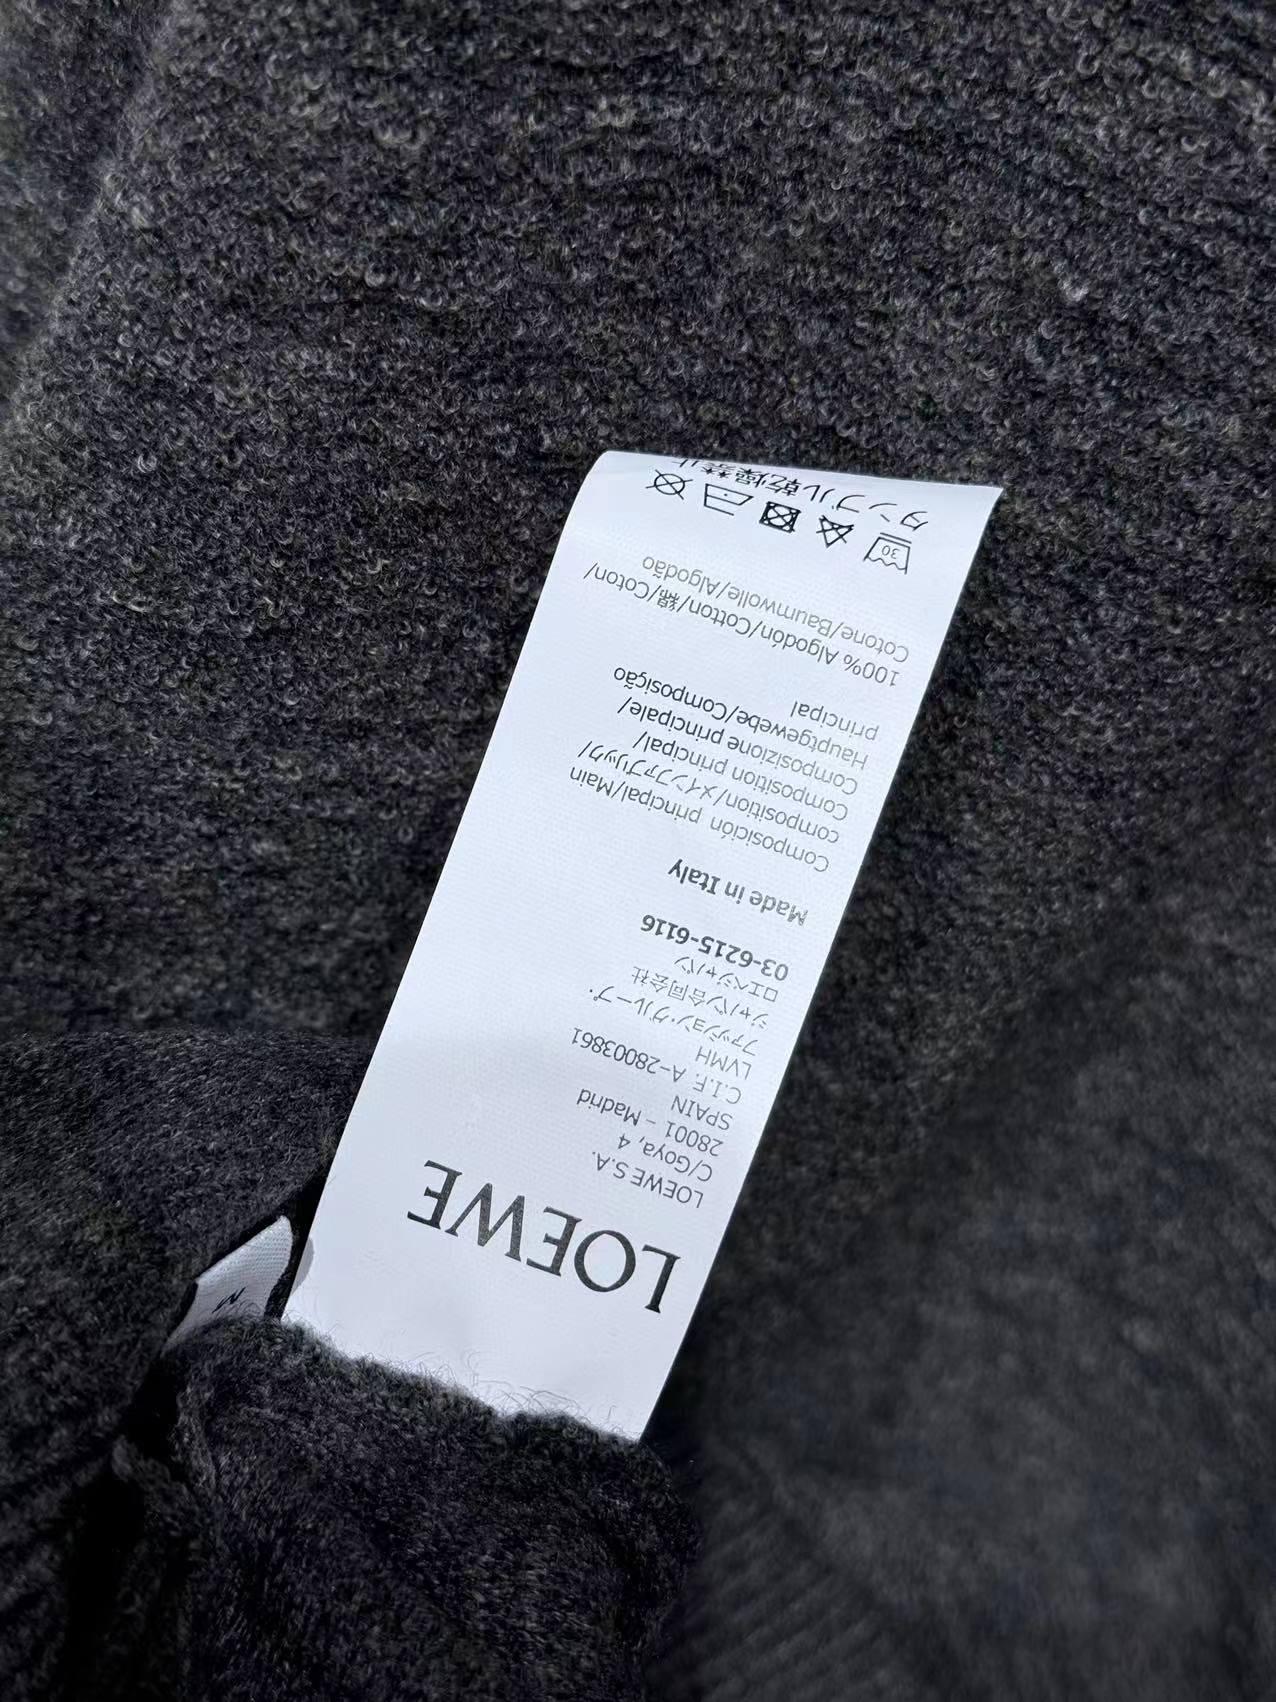 LOEWE
LOEWE S.A.
C/Goya, 4
28001 – Madrid
SPAIN
C.I.F. A-28003861
LVMH
ファッション・グループ・
ジャパン合同会社
ロエベジャパン
03-6215-6116
Made in Italy
Composición principal/Main
composition/メインファブリック/
Composition principal/
Composizione principale/
Hauptgewebe/Composição
principal
100% Algodón/Cotton/綿/Coton/
Cotone/Baumwolle/Algodão
30
タンブル乾燥禁止
M